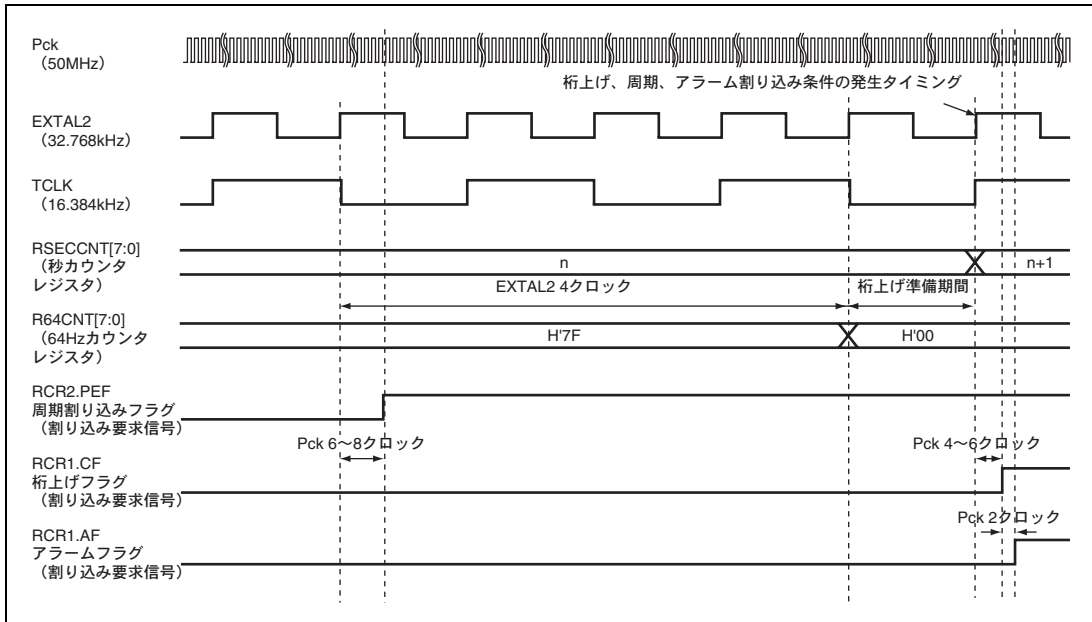 Pck
（50MHz）
桁上げ、周期、アラーム割り込み条件の発生タイミング
EXTAL2
（32.768kHz）
TCLK
（16.384kHz）
RSECCNT[7:0]
（秒カウンタ
レジスタ）
n
n+1
EXTAL2 4クロック
桁上げ準備期間
R64CNT[7:0]
（64Hzカウンタ
レジスタ）
H'7F
H'00
RCR2.PEF
周期割り込みフラグ
（割り込み要求信号）
Pck 6～8クロック
Pck 4～6クロック
RCR1.CF
桁上げフラグ
（割り込み要求信号）
Pck 2クロック
RCR1.AF
アラームフラグ
（割り込み要求信号）